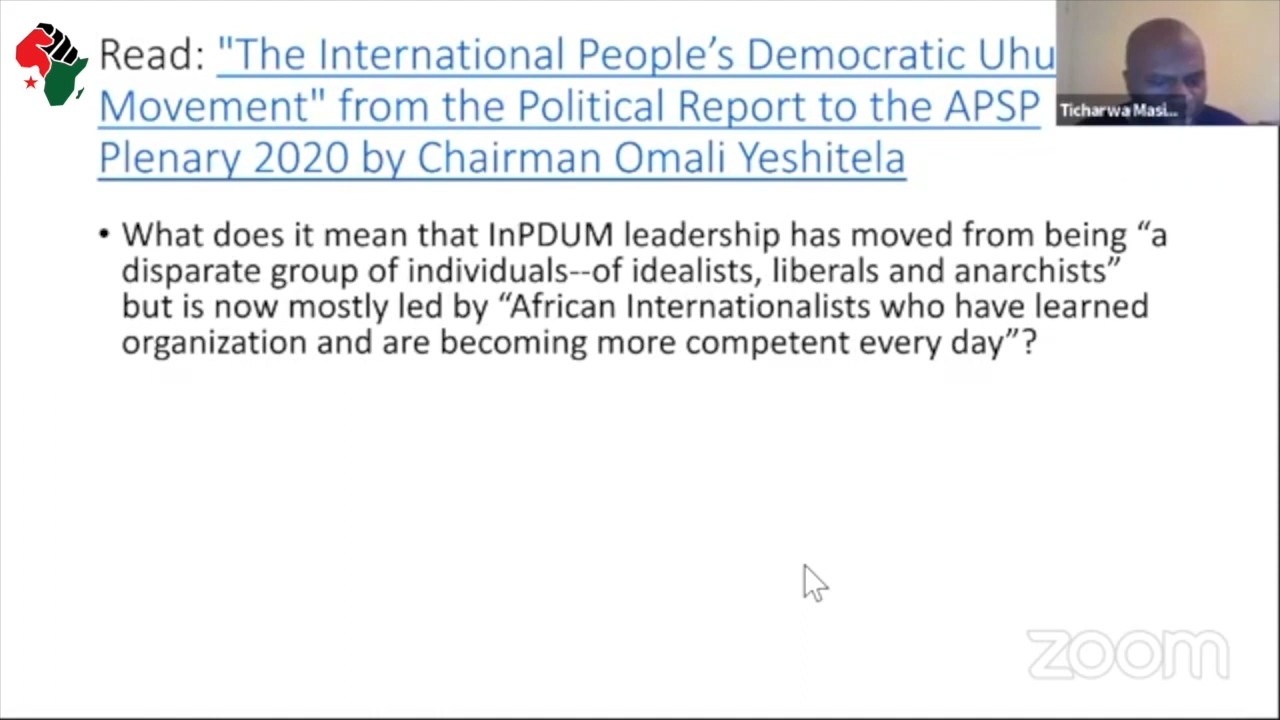 Read: "The International People’s Democratic Uhu
Movement" from the Political Report to the APSP
Plenary 2020 by Chairman Omali Yeshitela
Ticharwa Masi...
• What does it mean that InPDUM leadership has moved from being “a
disparate group of individuals--of idealists, liberals and anarchists”
but is now mostly led by “African Internationalists who have learned
organization and are becoming more competent every day”?
zoom